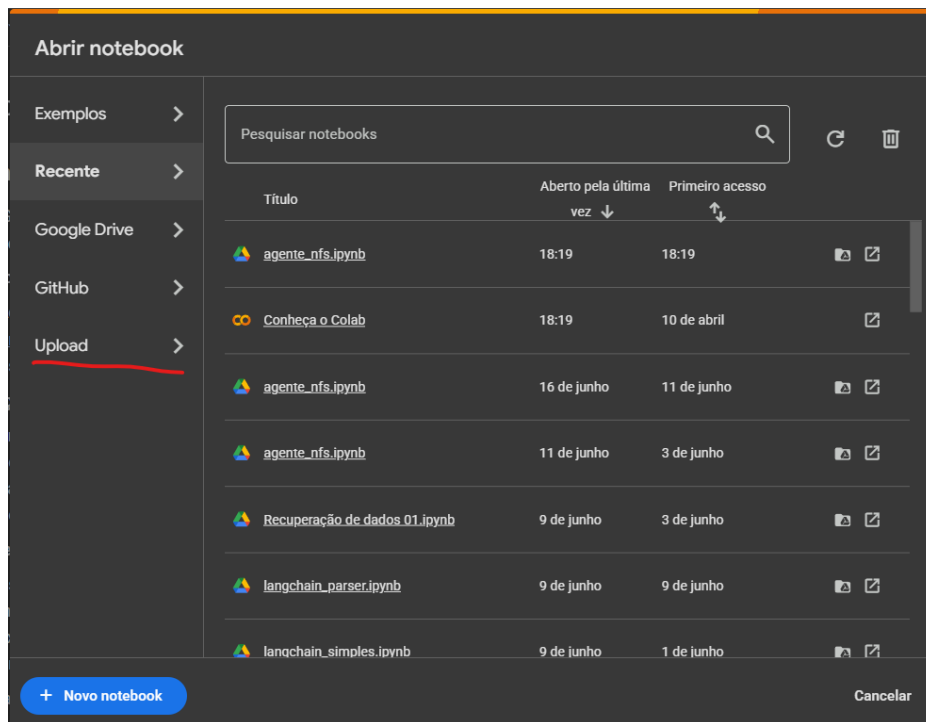 Abrir notebook
Exemplos
Recente
Google Drive
GitHub
Upload
Pesquisar notebooks
Título
Aberto pela última
vez
Primeiro acesso
agente_nfs.ipynb 18:19 18:19
Conheça o Colab 18:19 10 de abril
agente_nfs.ipynb 16 de junho 11 de junho
agente_nfs.ipynb 11 de junho 3 de junho
Recuperação de dados 01.ipynb 9 de junho 3 de junho
langchain_parser.ipynb 9 de junho 9 de junho
langchain_simples.ipynb 9 de junho 1 de junho
+ Novo notebook
Cancelar